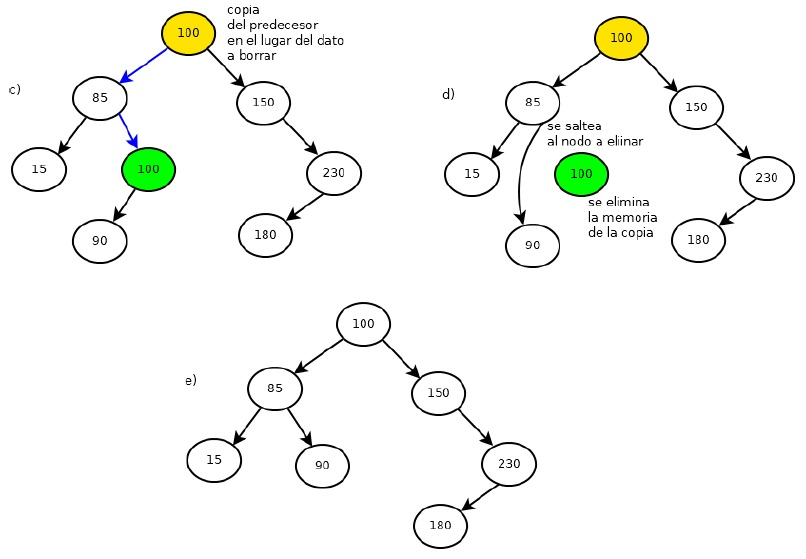 copia
del predecesor
en el lugar del dato
a borrar
100
c)
85
150
15
100
230
90
180
100
d)
85
150
se saltea
al nodo a eliinar
15
100
230
se elimina
la memoria
de la copia
90
180
100
e)
85
150
15
90
230
180